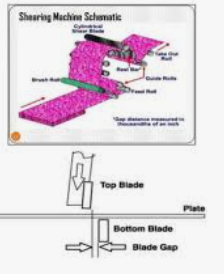 Shearing Machine Schematic
Cylindrical
Shear Blade
Take Out
Roll
Rest Bar*
Brush Roll
Guide Rolls
Feed Roll
*Gap distance measured in
thousandths of an inch
Top Blade
Plate
Bottom Blade
Blade Gap